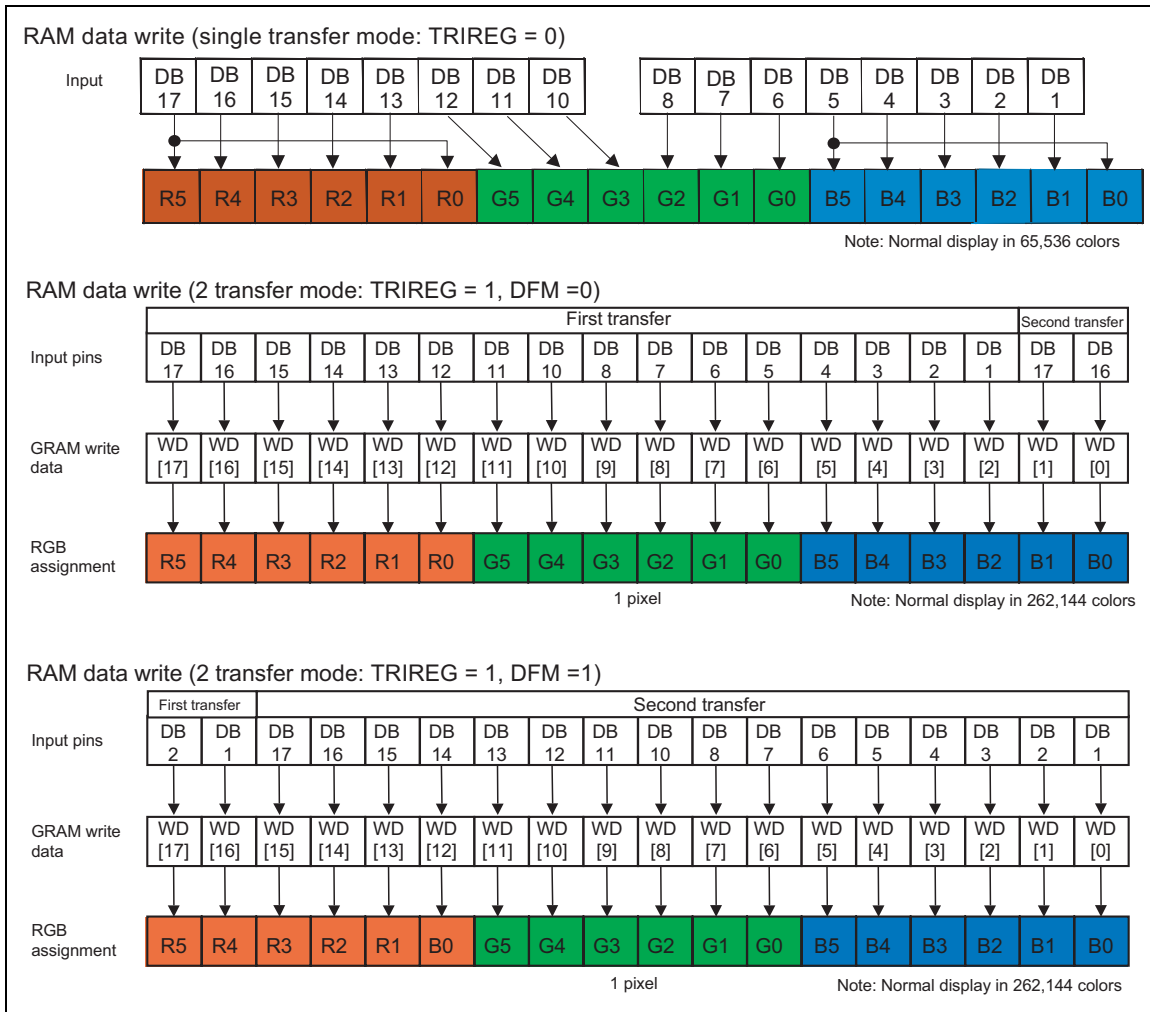 RAM data write (single transfer mode: TRIREG = 0)
Input DB 17 DB 16 DB 15 DB 14 DB 13 DB 12 DB 11 DB 10 DB 8 DB 7 DB 6 DB 5 DB 4 DB 3 DB 2 DB 1
R5 R4 R3 R2 R1 R0 G5 G4 G3 G2 G1 G0 B5 B4 B3 B2 B1 B0
Note: Normal display in 65,536 colors
RAM data write (2 transfer mode: TRIREG = 1, DFM =0)
First transfer Second transfer
Input pins DB 17 DB 16 DB 15 DB 14 DB 13 DB 12 DB 11 DB 10 DB 8 DB 7 DB 6 DB 5 DB 4 DB 3 DB 2 DB 1 DB 17 DB 16
GRAM write data WD [17] WD [16] WD [15] WD [14] WD [13] WD [12] WD [11] WD [10] WD [9] WD [8] WD [7] WD [6] WD [5] WD [4] WD [3] WD [2] WD [1] WD [0]
RGB assignment R5 R4 R3 R2 R1 R0 G5 G4 G3 G2 G1 G0 B5 B4 B3 B2 B1 B0
1 pixel Note: Normal display in 262,144 colors
RAM data write (2 transfer mode: TRIREG = 1, DFM =1)
First transfer Second transfer
Input pins DB 2 DB 1 DB 17 DB 16 DB 15 DB 14 DB 13 DB 12 DB 11 DB 10 DB 8 DB 7 DB 6 DB 5 DB 4 DB 3 DB 2 DB 1
GRAM write data WD [17] WD [16] WD [15] WD [14] WD [13] WD [12] WD [11] WD [10] WD [9] WD [8] WD [7] WD [6] WD [5] WD [4] WD [3] WD [2] WD [1] WD [0]
RGB assignment R5 R4 R3 R2 R1 B0 G5 G4 G3 G2 G1 G0 B5 B4 B3 B2 B1 B0
1 pixel Note: Normal display in 262,144 colors